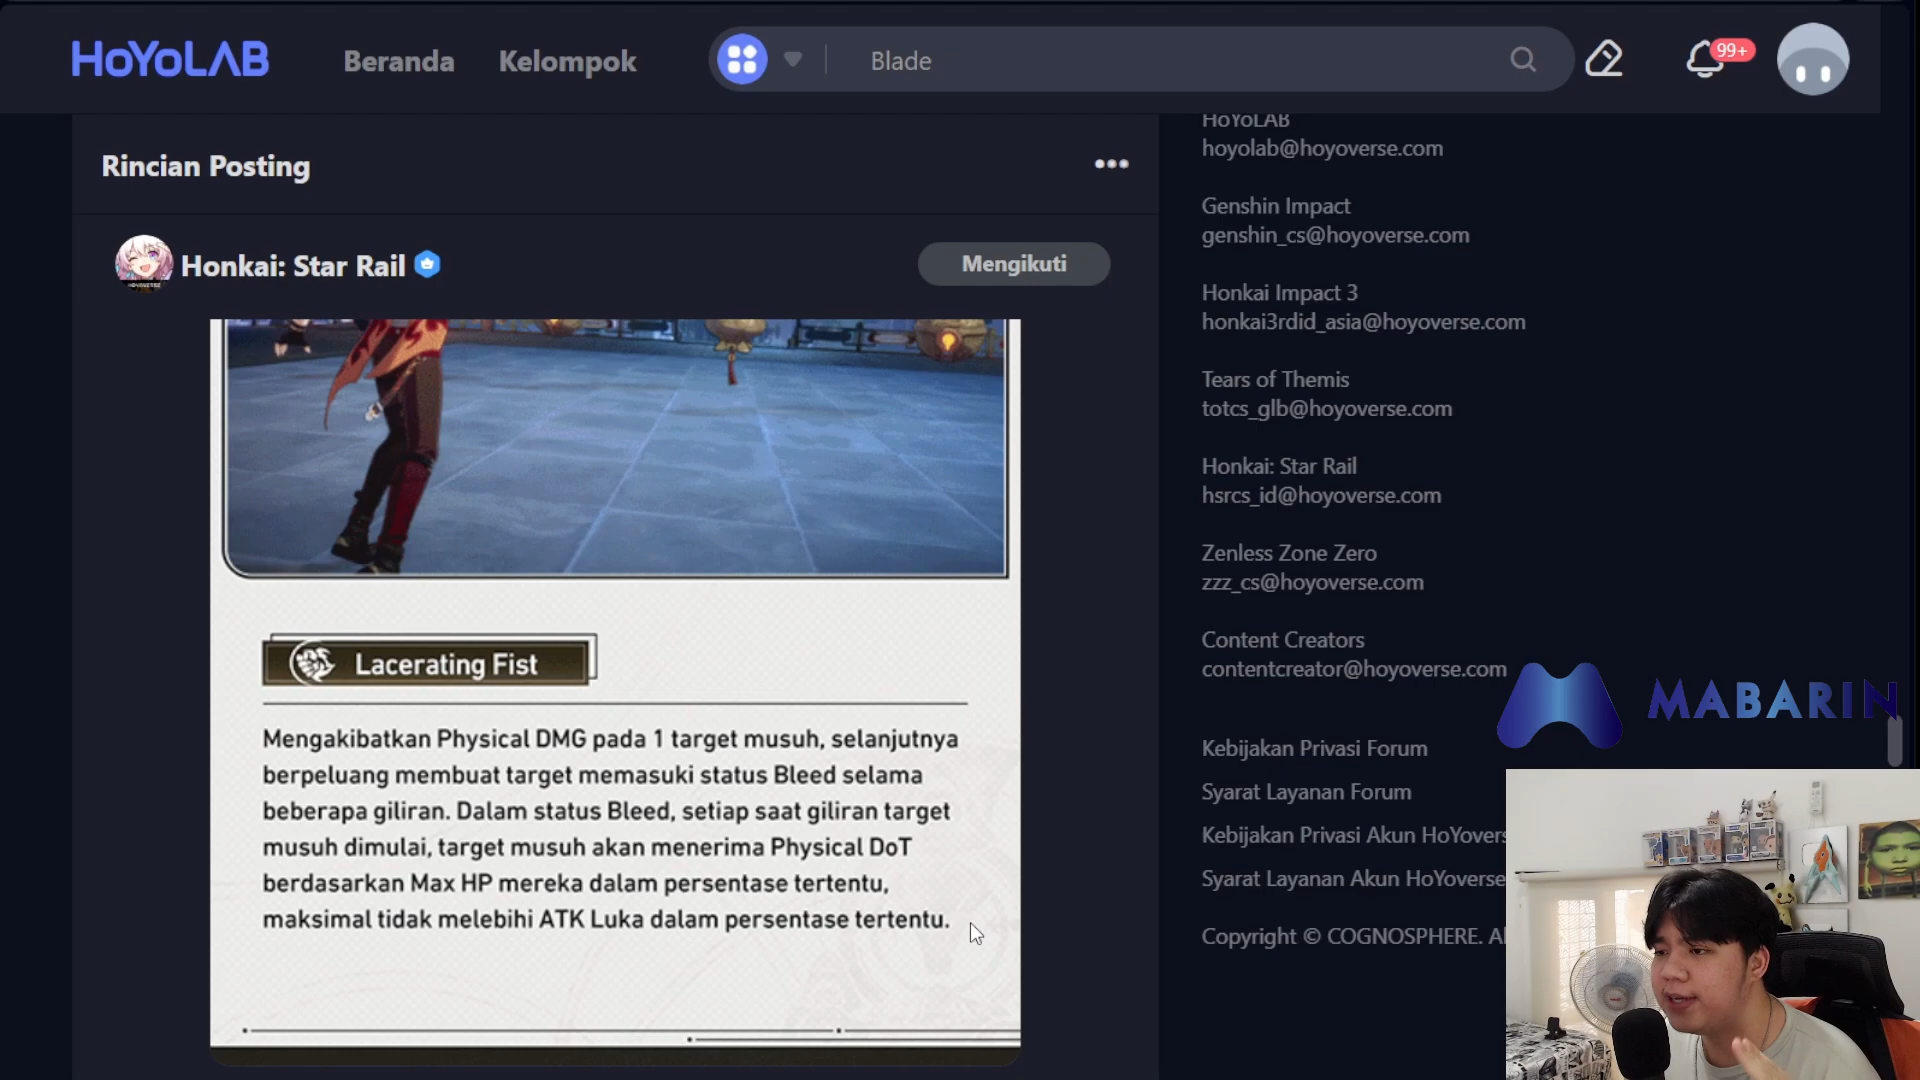 HoYoLAB
Beranda
Kelompok
Blade
99+
Rincian Posting
Honkai: Star Rail
Mengikuti
Lacerating Fist
Mengakibatkan Physical DMG pada 1 target musuh, selanjutnya
berpeluang membuat target memasuki status Bleed selama
beberapa giliran. Dalam status Bleed, setiap saat giliran target
musuh dimulai, target musuh akan menerima Physical DoT
berdasarkan Max HP mereka dalam persentase tertentu,
maksimal tidak melebihi ATK Luka dalam persentase tertentu.
HoYoLAB
hoyolab@hoyoverse.com
Genshin Impact
genshin_cs@hoyoverse.com
Honkai Impact 3
honkai3rdid_asia@hoyoverse.com
Tears of Themis
totcs_glb@hoyoverse.com
Honkai: Star Rail
hsrcs_id@hoyoverse.com
Zenless Zone Zero
zzz_cs@hoyoverse.com
Content Creators
contentcreator@hoyoverse.com
Kebijakan Privasi Forum
Syarat Layanan Forum
Kebijakan Privasi Akun HoYovers
Syarat Layanan Akun HoYoverse
Copyright © COGNOSPHERE. Al
MABARIN